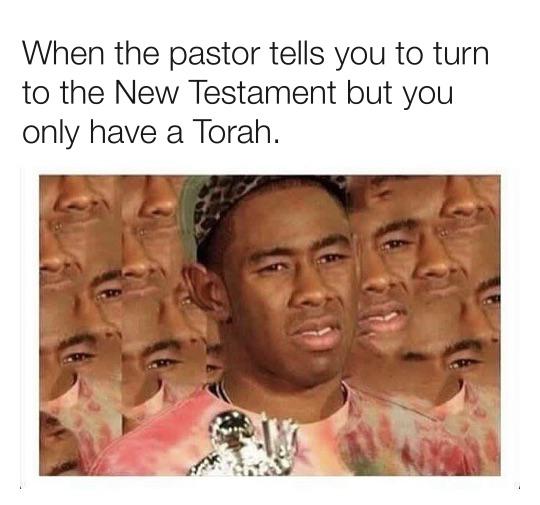 When the pastor tells you to turn
to the New Testament but you
only have a Torah.